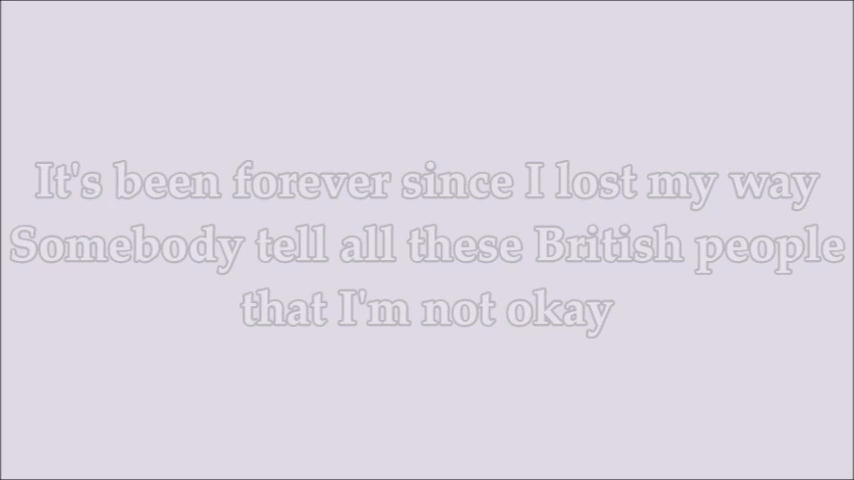 It's been forever since I lost my way
Somebody tell all these British people
that I'm not okay